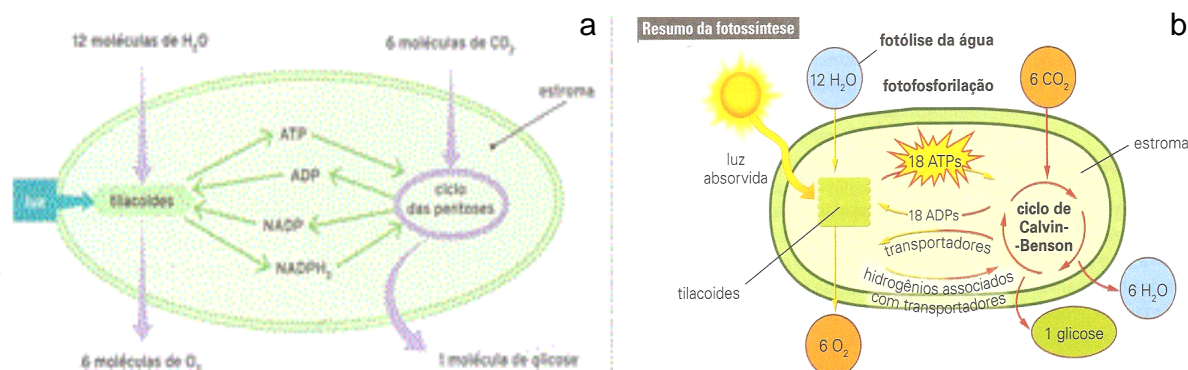 a
12 moléculas de H₂O
6 moléculas de CO₂
estroma
ATP
ADP
luz
tilacoides
ciclo
das pentoses
NADP
NADPH₂
6 moléculas de O₂
1 molécula de glicose
b
Resumo da fotossíntese
fotólise da água
12 H₂O
6 CO₂
fotofosforilação
estroma
luz
absorvida
18 ATPs
18 ADPs
ciclo de
Calvin-
-Benson
transportadores
hidrogênios associados
com transportadores
tilacoides
6 H₂O
1 glicose
6 O₂